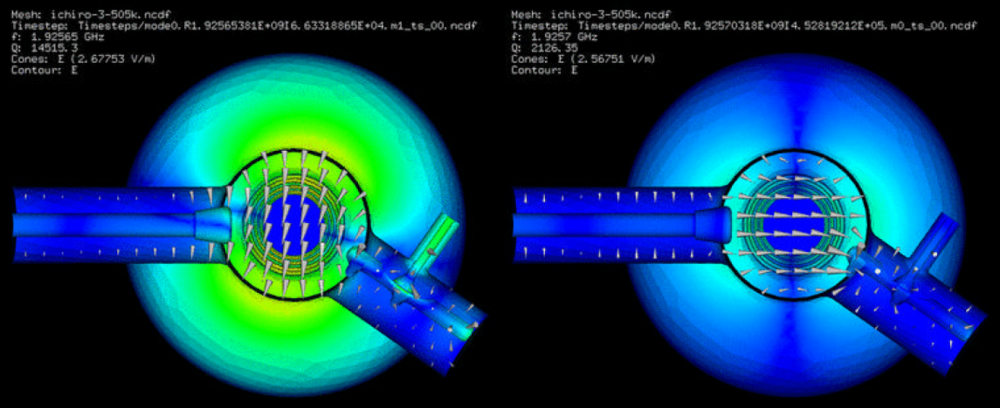 Mesh: ichiro-3-505k.ncdf
Timestep: Timesteps/mode0.R1.92565381E+09I6.63318865E+04.m1_ts_00.ncdf
f: 1.92565 GHz
Q: 14515.3
Cones: E (2.67753 V/m)
Contour: E
Mesh: ichiro-3-505k.ncdf
Timestep: Timesteps/mode0.R1.92570318E+09I4.52819212E+05.m0_ts_00.ncdf
f: 1.9257 GHz
Q: 2126.35
Cones: E (2.56751 V/m)
Contour: E